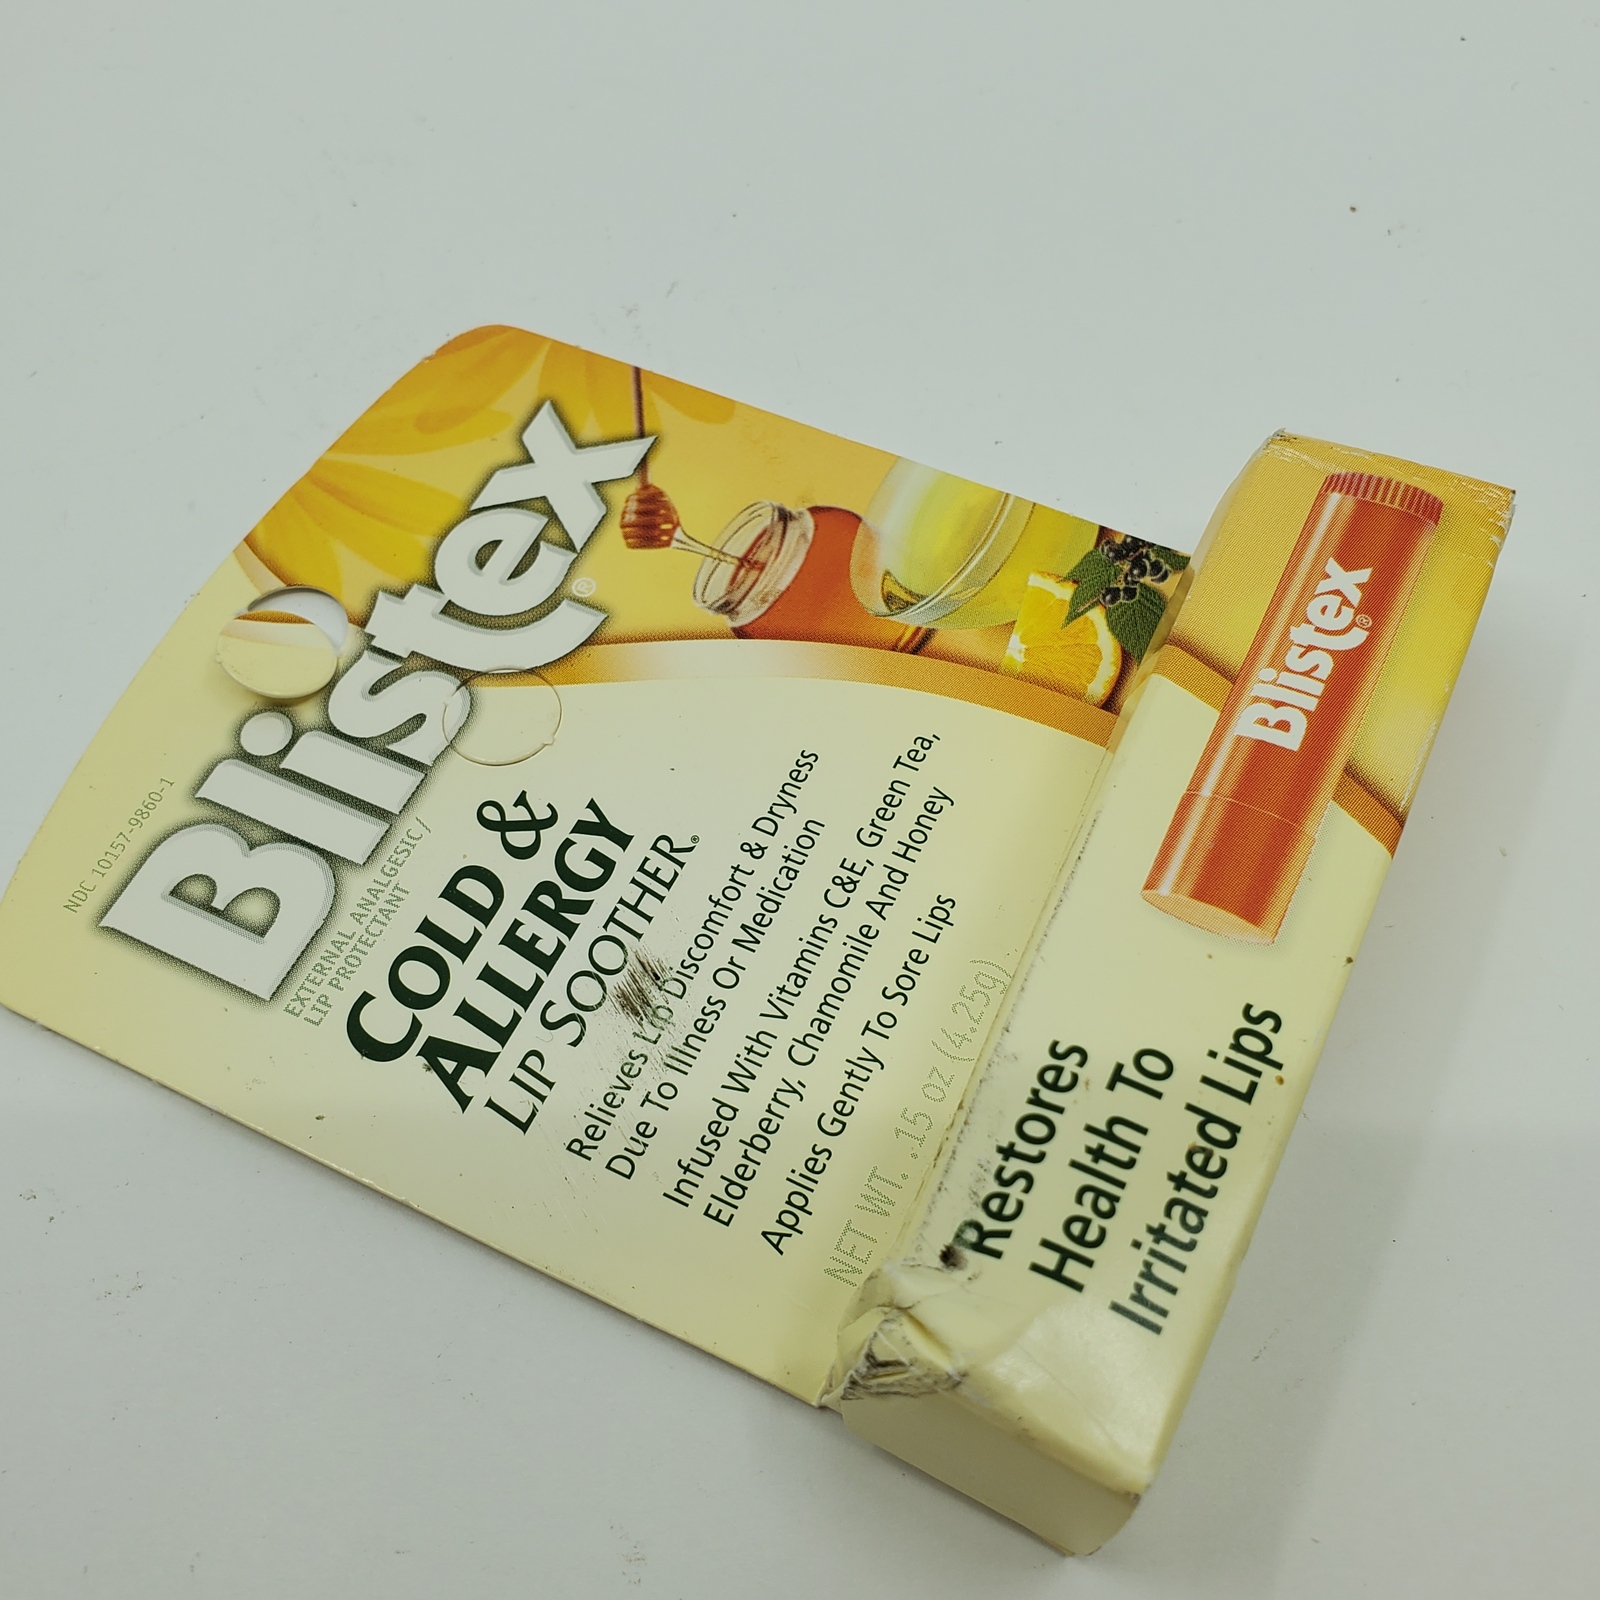 NDC 10157-9860-1
Blistex®
EXTERNAL ANALGESIC/
LIP PROTECTANT
COLD &
ALLERGY
LIP SOOTHER®
Relieves Lip Discomfort & Dryness
Due To Illness Or Medication
Infused With Vitamins C&E, Green Tea,
Elderberry, Chamomile And Honey
Applies Gently To Sore Lips
NET WT. .15 oz (4.25g)
Blistex®
Restores
Health To
Irritated Lips